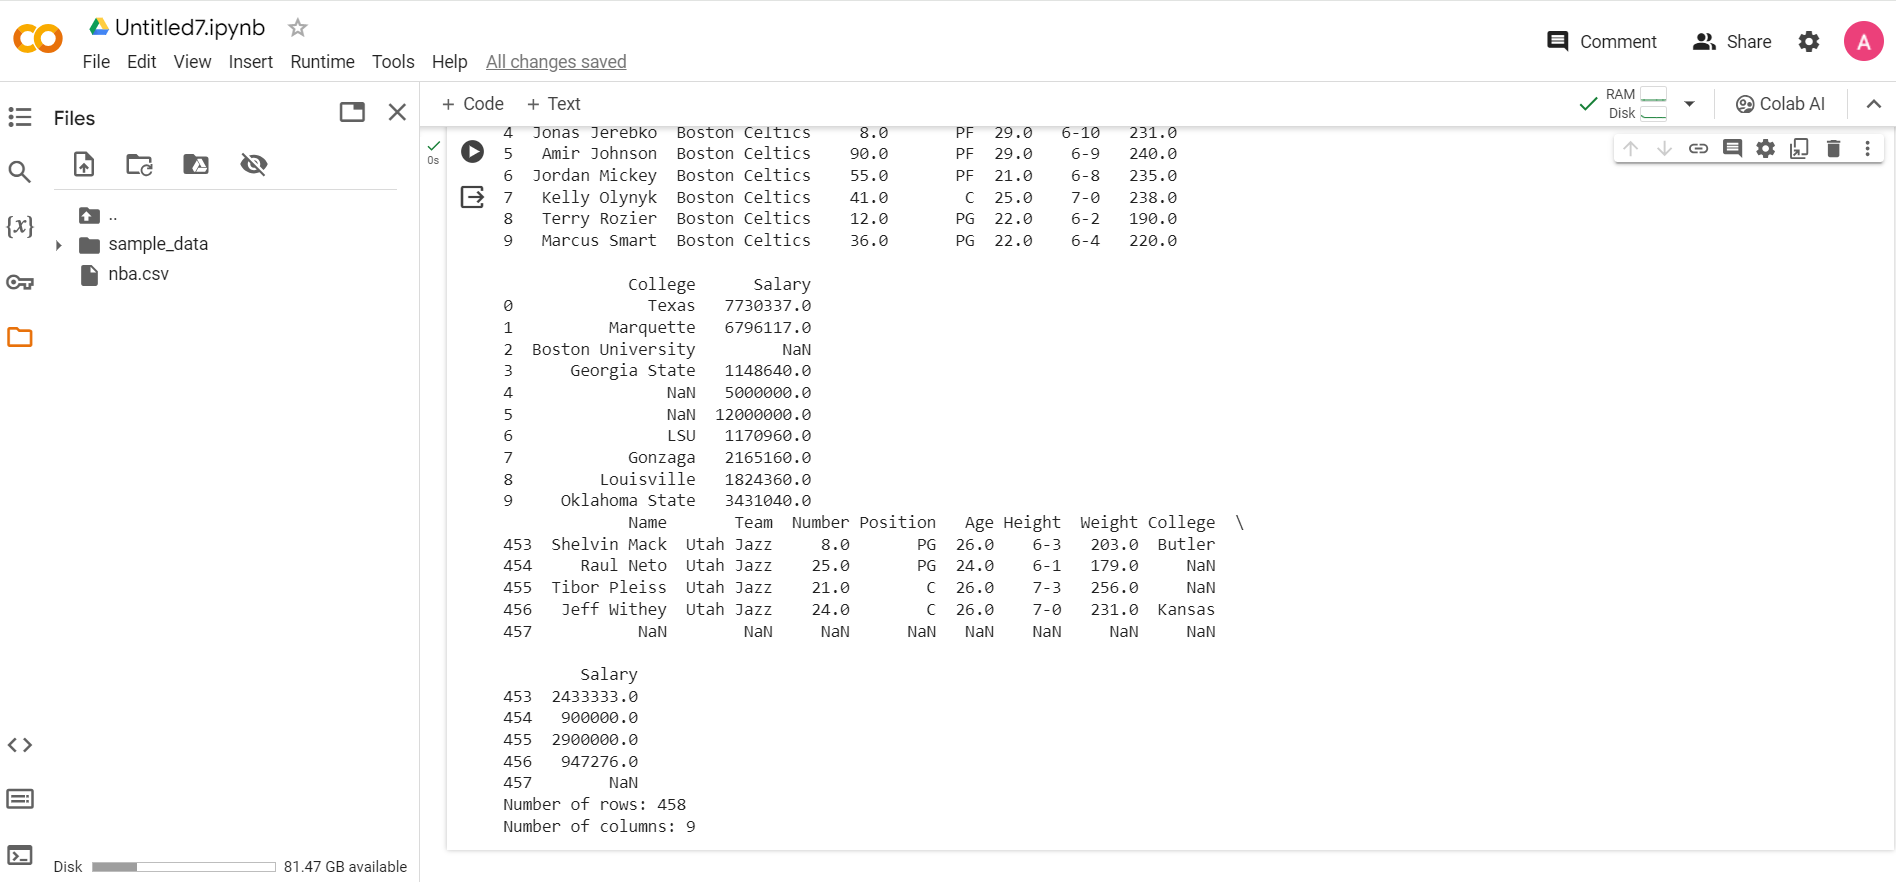 Untitled7.ipynb
File Edit View Insert Runtime Tools Help All changes saved
Comment Share A
Files
+ Code + Text
RAM
Disk
Colab AI
..
sample_data
nba.csv
{x}
0s
4 Jonas Jerebko Boston Celtics 8.0 PF 29.0 6-10 231.0
5 Amir Johnson Boston Celtics 90.0 PF 29.0 6-9 240.0
6 Jordan Mickey Boston Celtics 55.0 PF 21.0 6-8 235.0
7 Kelly Olynyk Boston Celtics 41.0 C 25.0 7-0 238.0
8 Terry Rozier Boston Celtics 12.0 PG 22.0 6-2 190.0
9 Marcus Smart Boston Celtics 36.0 PG 22.0 6-4 220.0
College Salary
0 Texas 7730337.0
1 Marquette 6796117.0
2 Boston University NaN
3 Georgia State 1148640.0
4 NaN 5000000.0
5 NaN 12000000.0
6 LSU 1170960.0
7 Gonzaga 2165160.0
8 Louisville 1824360.0
9 Oklahoma State 3431040.0
Name Team Number Position Age Height Weight College \
453 Shelvin Mack Utah Jazz 8.0 PG 26.0 6-3 203.0 Butler
454 Raul Neto Utah Jazz 25.0 PG 24.0 6-1 179.0 NaN
455 Tibor Pleiss Utah Jazz 21.0 C 26.0 7-3 256.0 NaN
456 Jeff Withey Utah Jazz 24.0 C 26.0 7-0 231.0 Kansas
457 NaN NaN NaN NaN NaN NaN NaN NaN
Salary
453 2433333.0
454 900000.0
455 2900000.0
456 947276.0
457 NaN
Number of rows: 458
Number of columns: 9
Disk 81.47 GB available